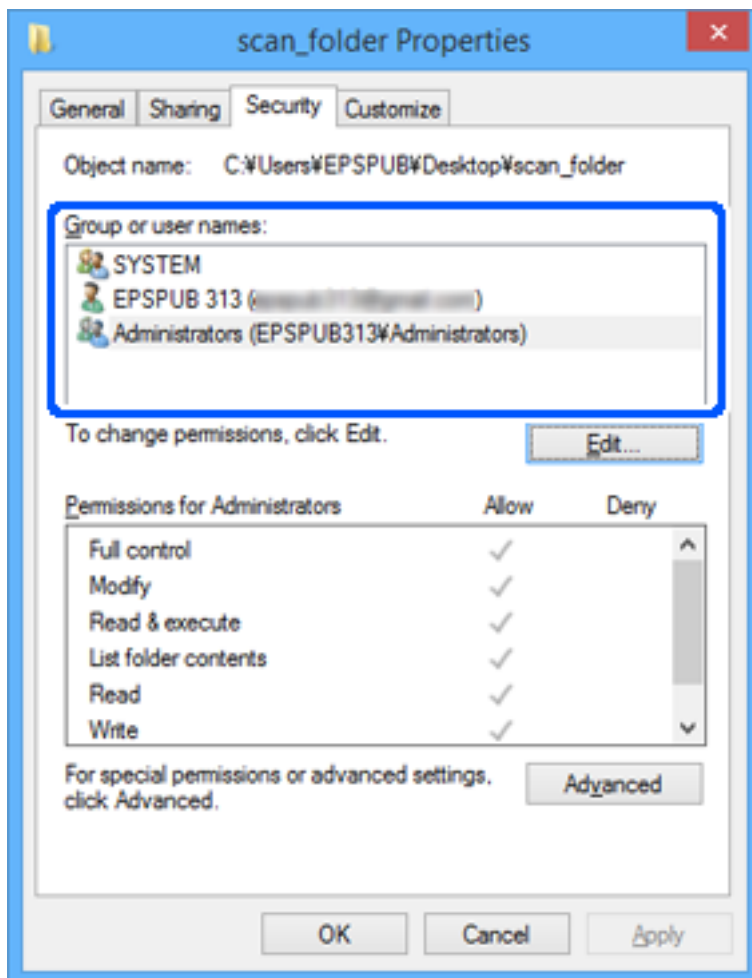 scan_folder Properties
General Sharing Security Customize
Object name: C:¥Users¥EPSPUB¥Desktop¥scan_folder
Group or user names:
SYSTEM
EPSPUB 313 ( )
Administrators (EPSPUB313¥Administrators)
To change permissions, click Edit.
Edit...
Permissions for Administrators Allow Deny
Full control
Modify
Read & execute
List folder contents
Read
Write
For special permissions or advanced settings,
click Advanced.
Advanced
OK Cancel Apply